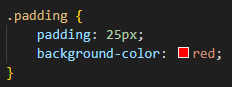 .padding {
    padding: 25px;
    background-color: red;
}